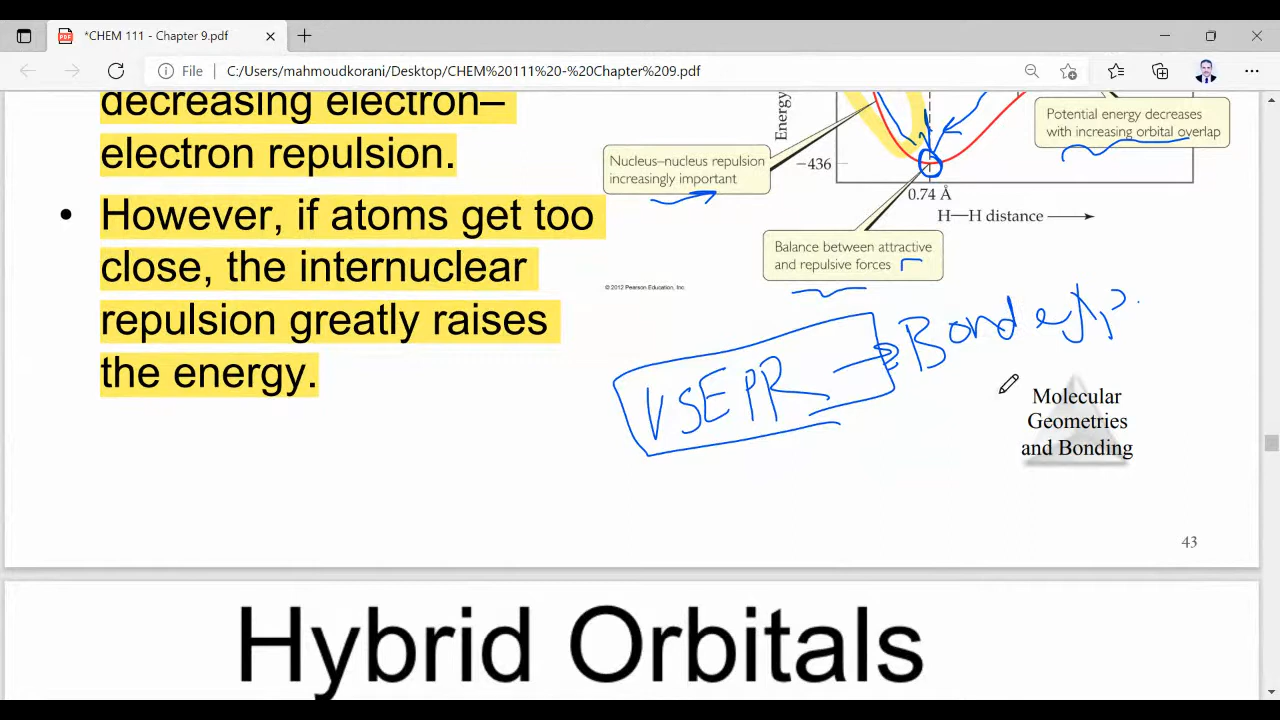 *CHEM 111 - Chapter 9.pdf
File
C:/Users/mahmoudkorani/Desktop/CHEM%20111%20-%20Chapter%209.pdf
decreasing electron–
electron repulsion.
• However, if atoms get too
close, the internuclear
repulsion greatly raises
the energy.
Energy
Potential energy decreases
with increasing orbital overlap
Nucleus–nucleus repulsion
increasingly important
−436
0.74 Å
H—H distance
Balance between attractive
and repulsive forces
© 2012 Pearson Education, Inc.
VSEPR
Bond
Molecular
Geometries
and Bonding
43
Hybrid Orbitals